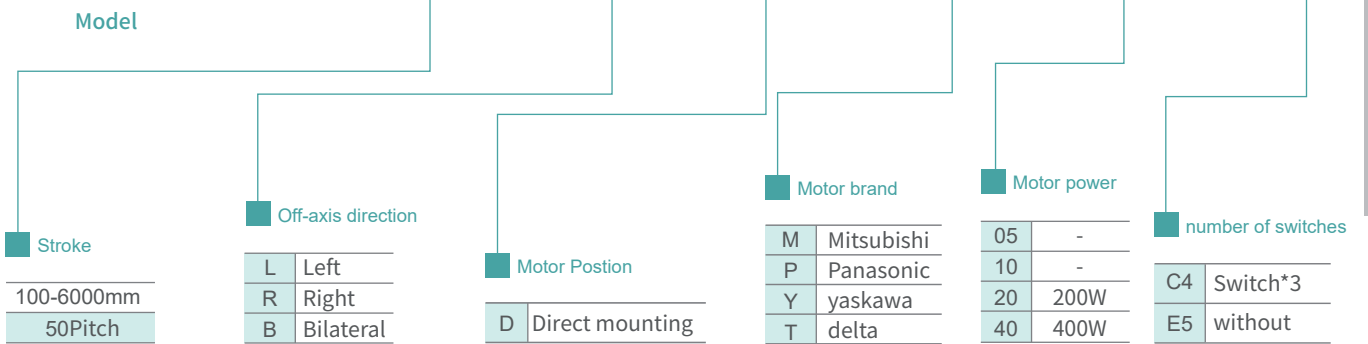 Model
Stroke
100-6000mm
50Pitch
Off-axis direction
L Left
R Right
B Bilateral
Motor Postion
D Direct mounting
Motor brand
M Mitsubishi
P Panasonic
Y yaskawa
T delta
Motor power
05 -
10 -
20 200W
40 400W
number of switches
C4 Switch*3
E5 without